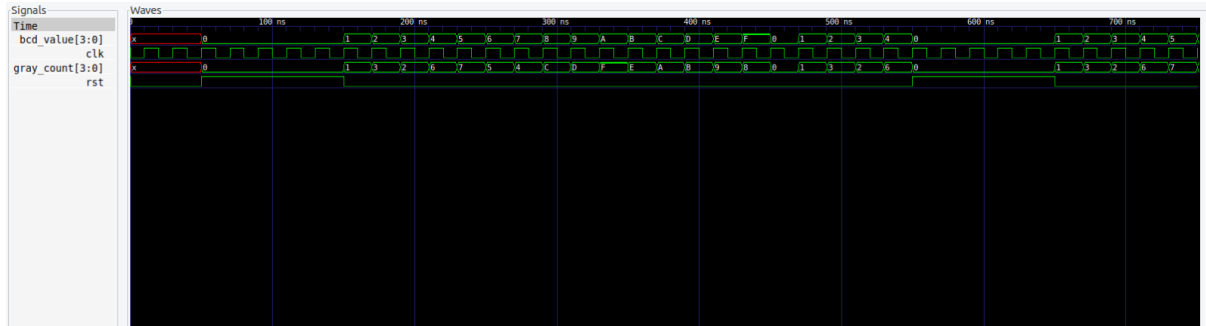 Signals
Waves
Time
100 ns 200 ns 300 ns 400 ns 500 ns 600 ns 700 ns
bcd_value[3:0] x 0 1 2 3 4 5 6 7 8 9 A B C D E F 0 1 2 3 4 0 1 2 3 4 5
clk
gray_count[3:0] x 0 1 3 2 6 7 5 4 C D F E A B 9 8 0 1 3 2 6 0 1 3 2 6 7
rst